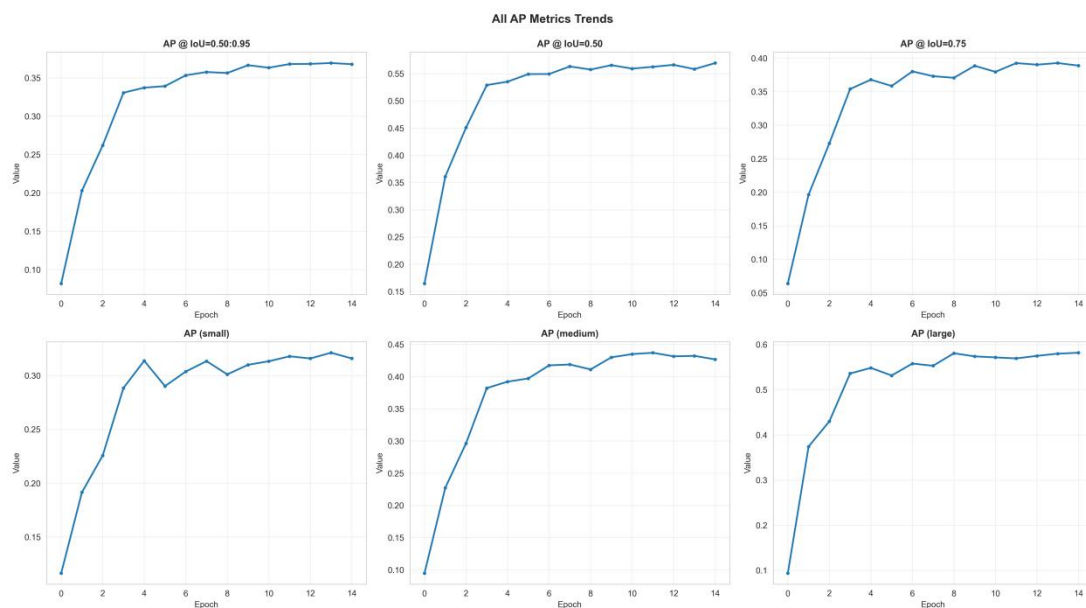 All AP Metrics Trends
AP @ IoU=0.50:0.95
Value
0.35
0.30
0.25
0.20
0.15
0.10
0 2 4 6 8 10 12 14
Epoch
AP @ IoU=0.50
Value
0.55
0.50
0.45
0.40
0.35
0.30
0.25
0.20
0.15
0 2 4 6 8 10 12 14
Epoch
AP @ IoU=0.75
Value
0.40
0.35
0.30
0.25
0.20
0.15
0.10
0.05
0 2 4 6 8 10 12 14
Epoch
AP (small)
Value
0.30
0.25
0.20
0.15
0 2 4 6 8 10 12 14
Epoch
AP (medium)
Value
0.45
0.40
0.35
0.30
0.25
0.20
0.15
0.10
0 2 4 6 8 10 12 14
Epoch
AP (large)
Value
0.6
0.5
0.4
0.3
0.2
0.1
0 2 4 6 8 10 12 14
Epoch